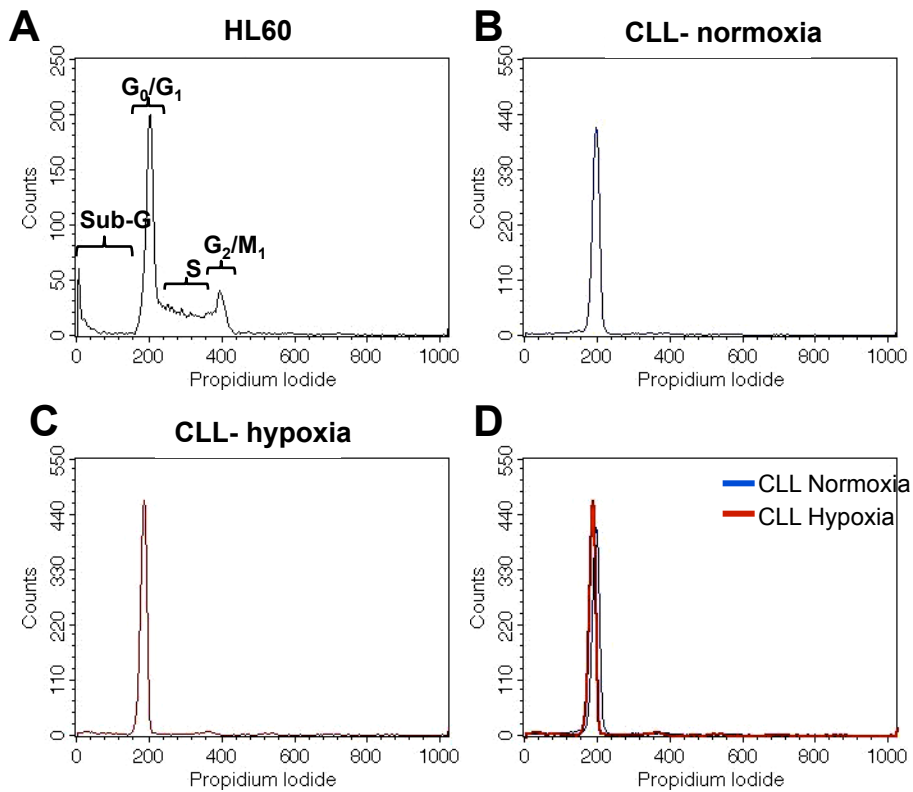 A
HL60
250
200
150
100
50
0
Counts
Sub-G
G₀/G₁
S
G₂/M₁
0 200 400 600 800 1000
Propidium Iodide
B
CLL- normoxia
550
440
330
220
110
0
Counts
0 200 400 600 800 1000
Propidium Iodide
C
CLL- hypoxia
550
440
330
220
110
0
Counts
0 200 400 600 800 1000
Propidium Iodide
D
550
440
330
220
110
0
Counts
CLL Normoxia
CLL Hypoxia
0 200 400 600 800 1000
Propidium Iodide